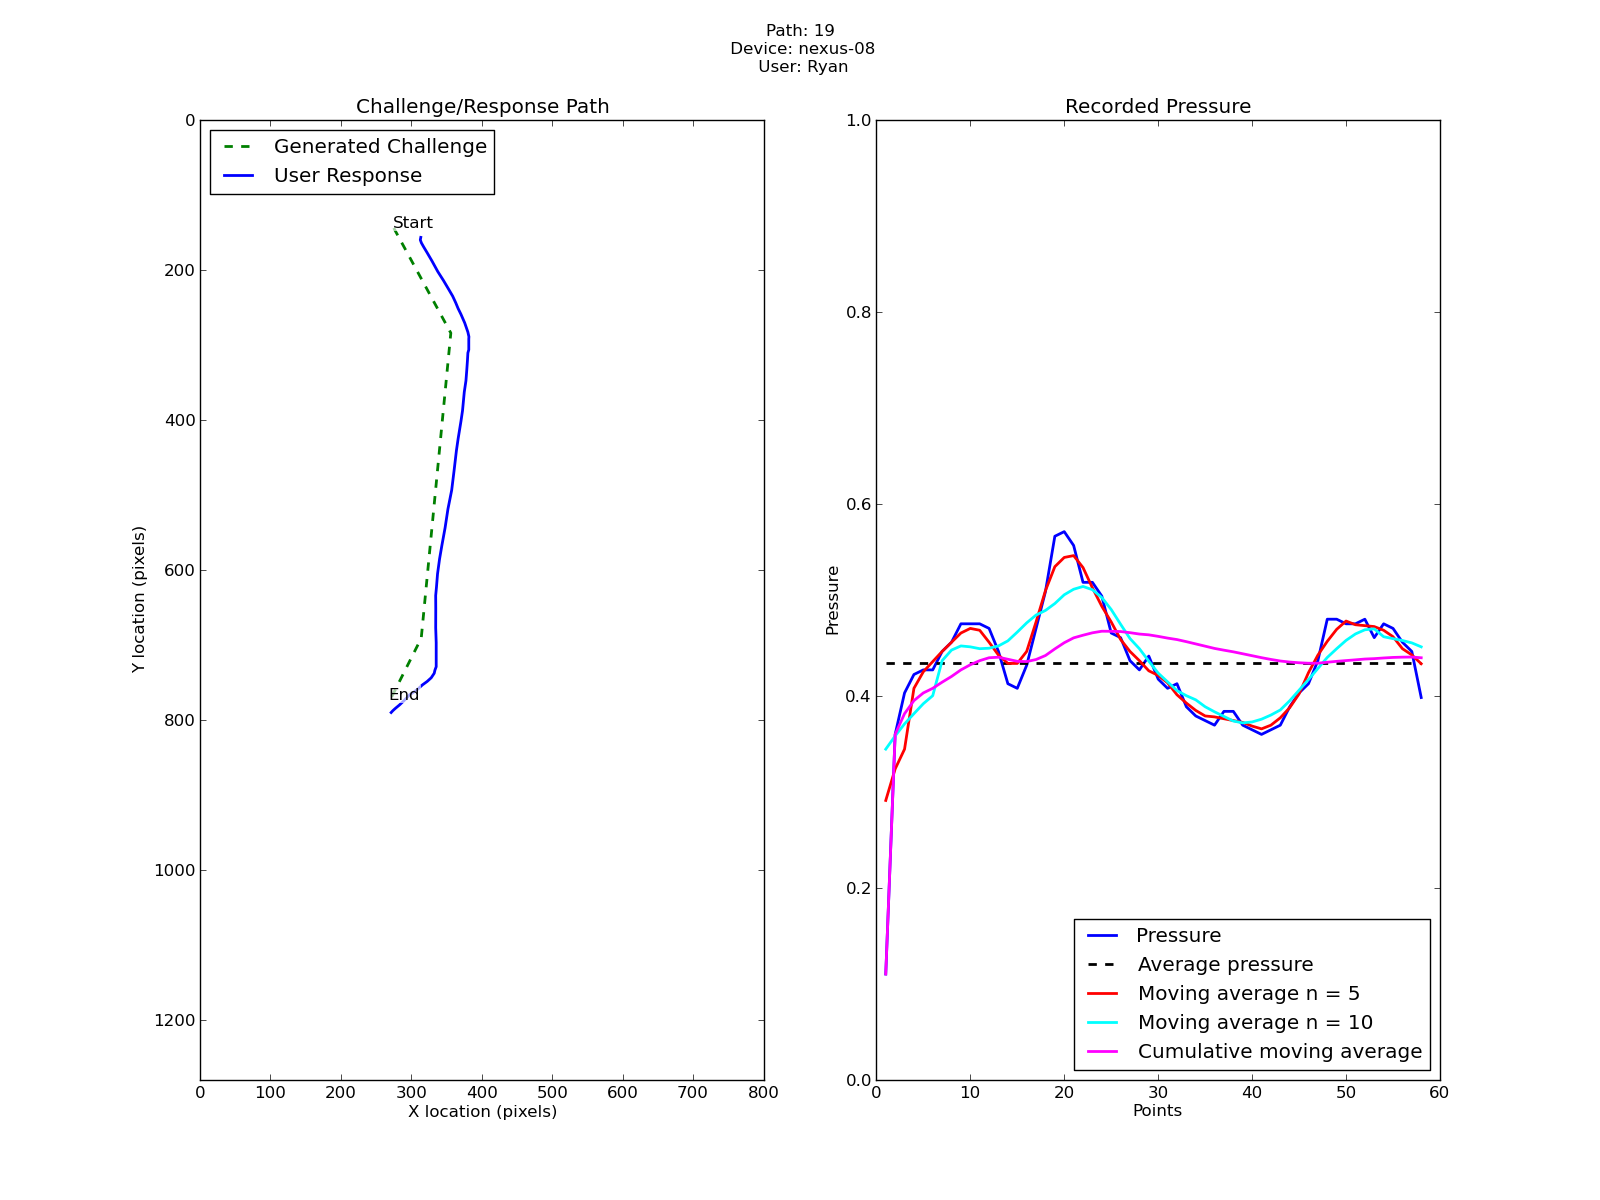 Path: 19
Device: nexus-08
User: Ryan
Challenge/Response Path
Generated Challenge
User Response
Start
End
0
200
400
600
800
1000
1200
Y location (pixels)
0 100 200 300 400 500 600 700 800
X location (pixels)
Recorded Pressure
1.0
0.8
0.6
0.4
0.2
0.0
Pressure
Pressure
Average pressure
Moving average n = 5
Moving average n = 10
Cumulative moving average
0 10 20 30 40 50 60
Points